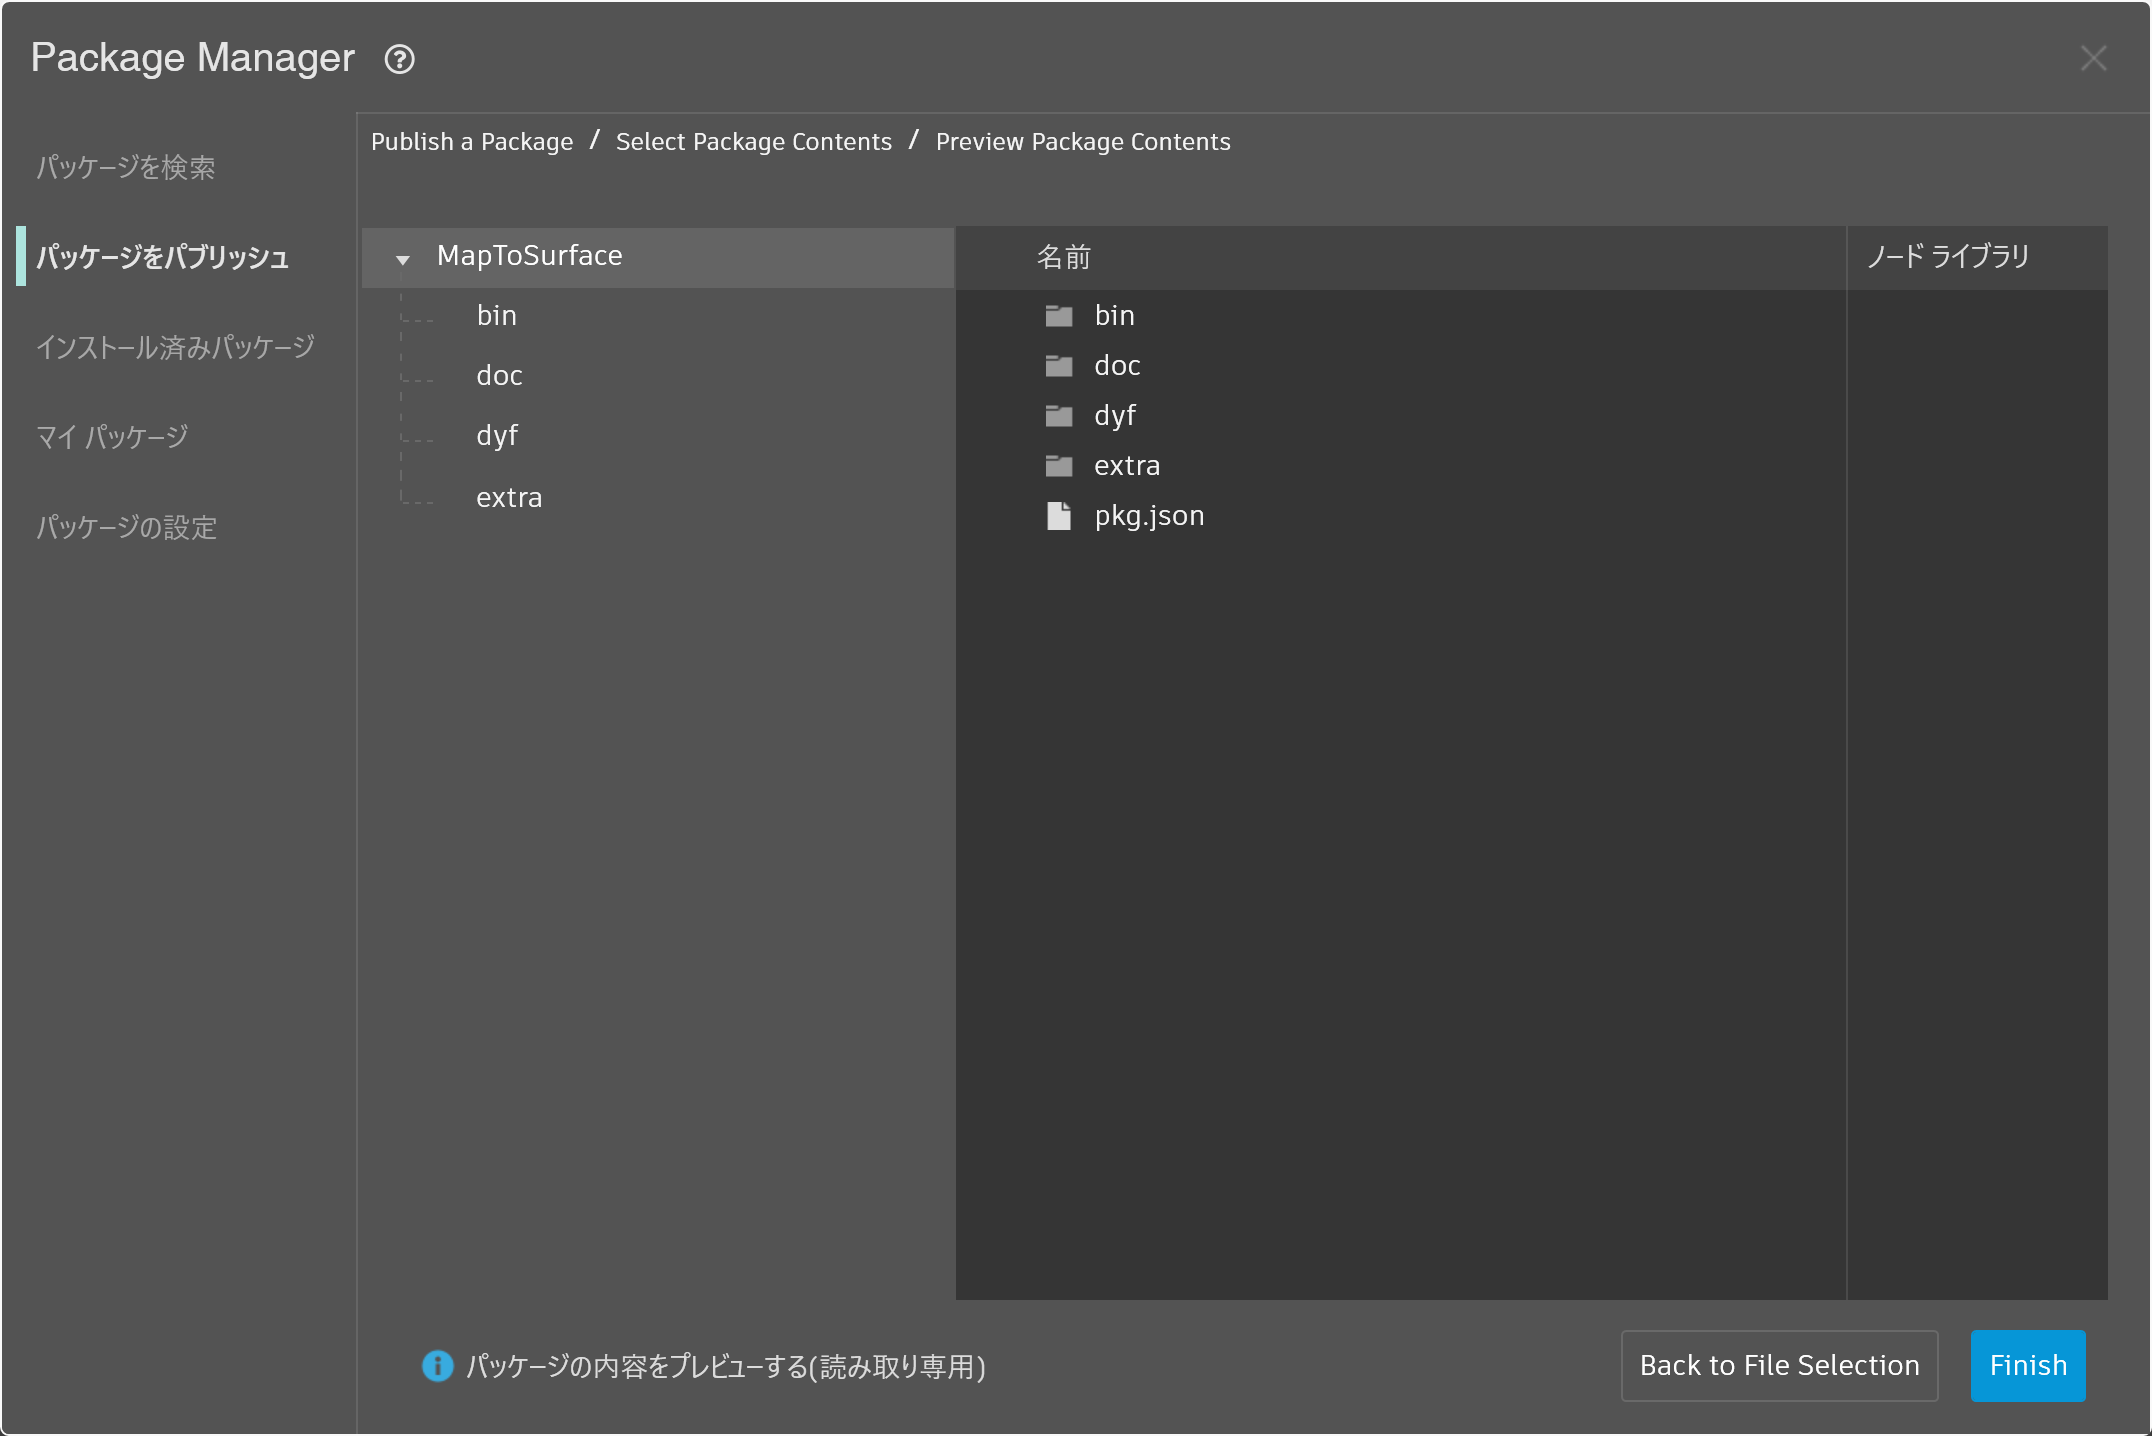 Package Manager
パッケージを検索
パッケージをパブリッシュ
インストール済みパッケージ
マイ パッケージ
パッケージの設定
Publish a Package / Select Package Contents / Preview Package Contents
MapToSurface
bin
doc
dyf
extra
名前 ノード ライブラリ
bin
doc
dyf
extra
pkg.json
パッケージの内容をプレビューする(読み取り専用)
Back to File Selection
Finish